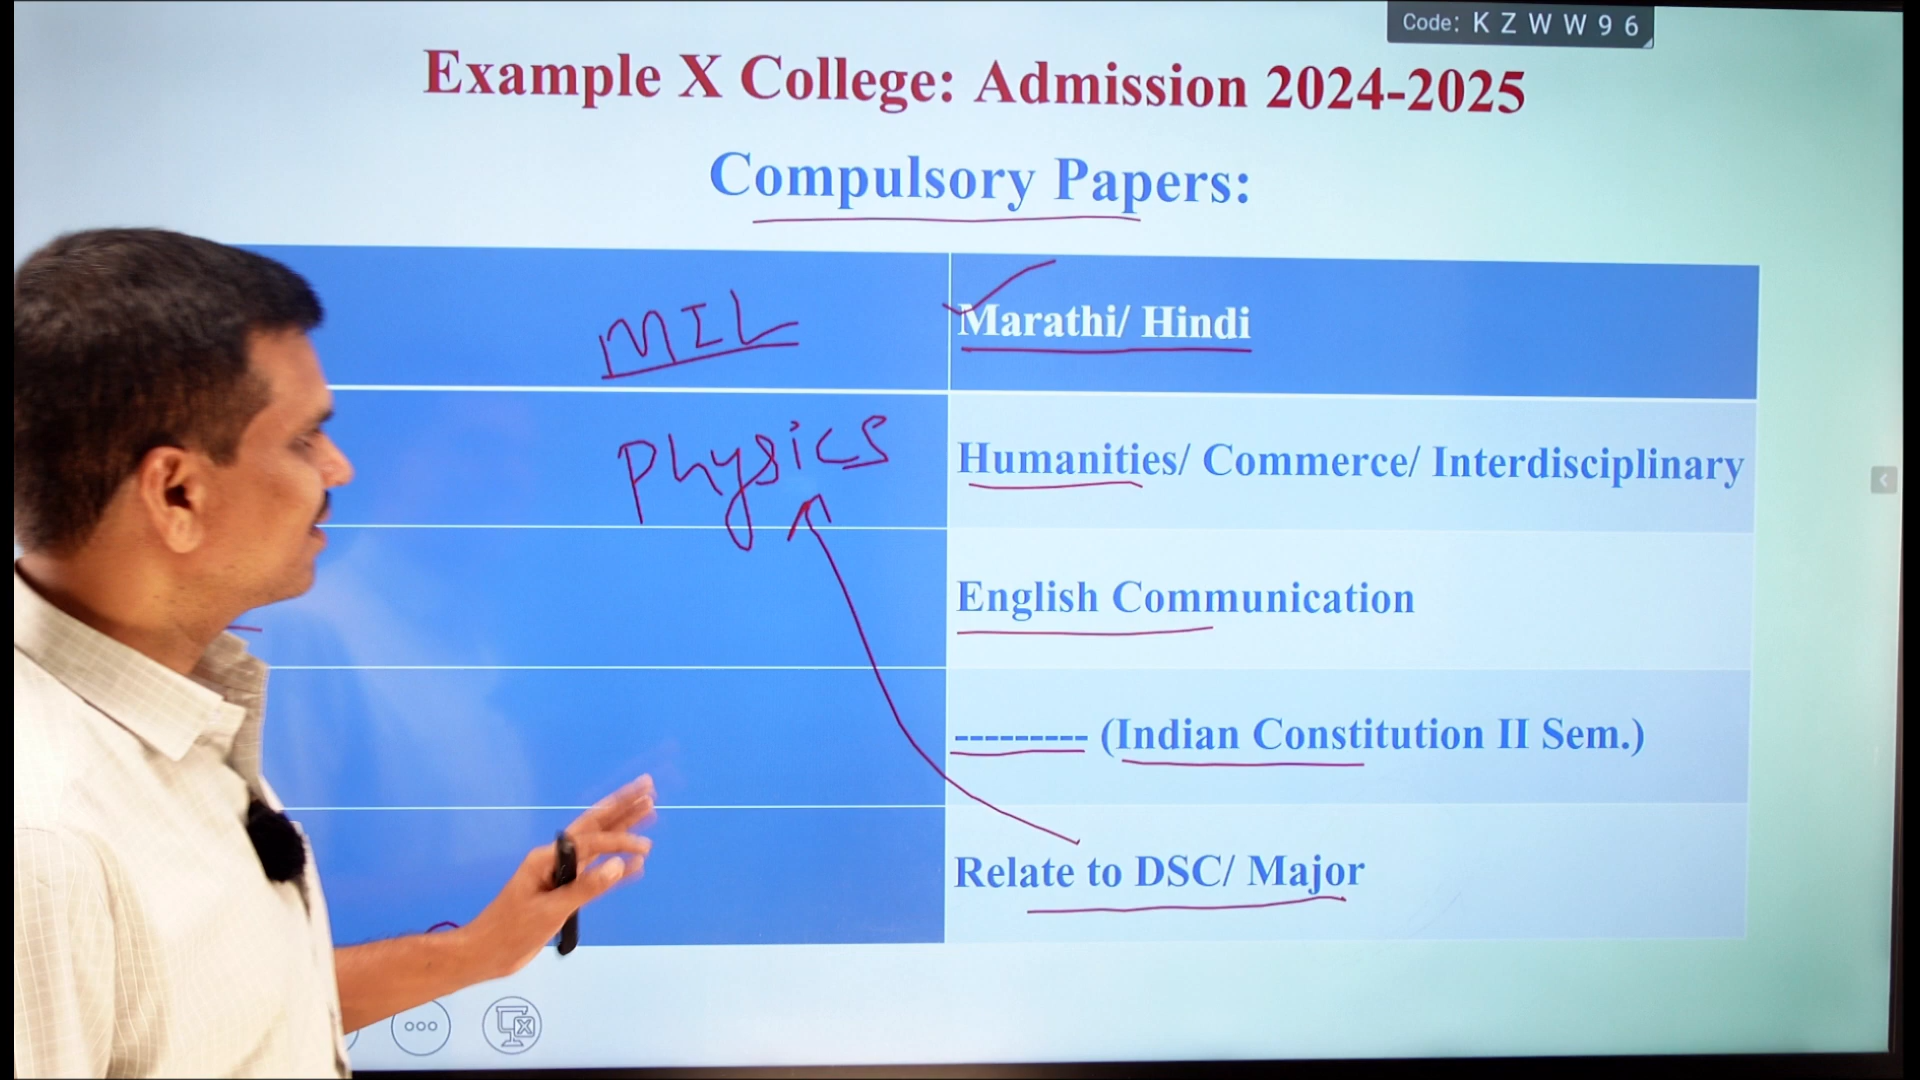 Code: K Z W W 9 6
Example X College: Admission 2024-2025
Compulsory Papers:
MIL
Marathi/ Hindi
Physics
Humanities/ Commerce/ Interdisciplinary
English Communication
--------- (Indian Constitution II Sem.)
Relate to DSC/ Major